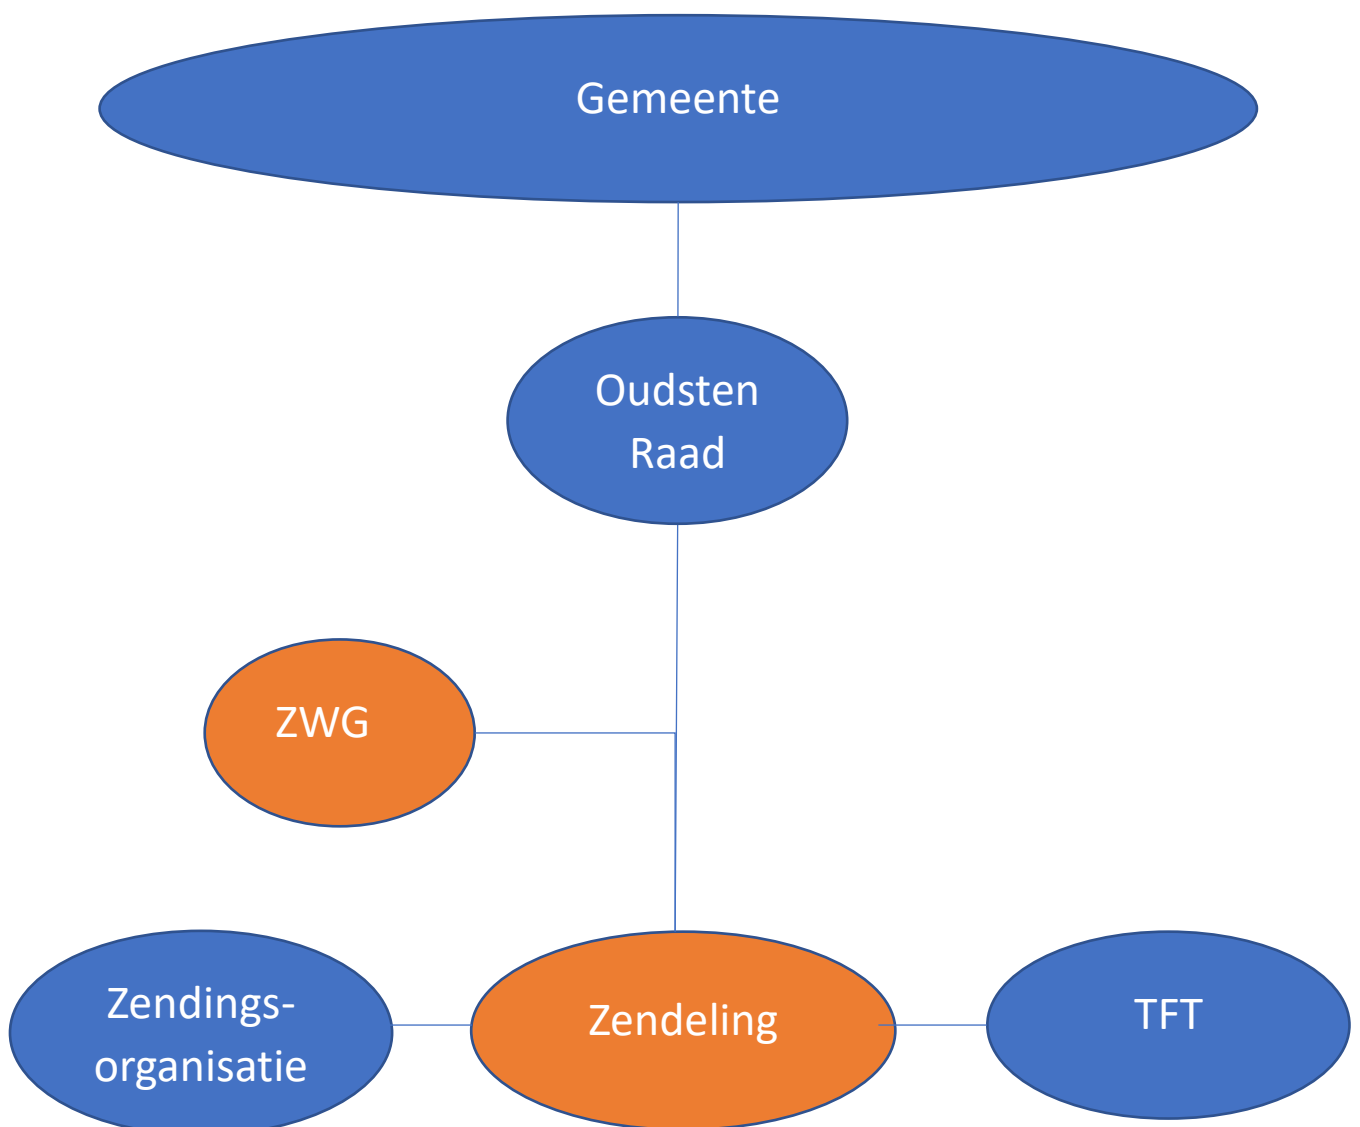 Gemeente
Oudsten
Raad
ZWG
Zendings-
organisatie
Zendeling
TFT